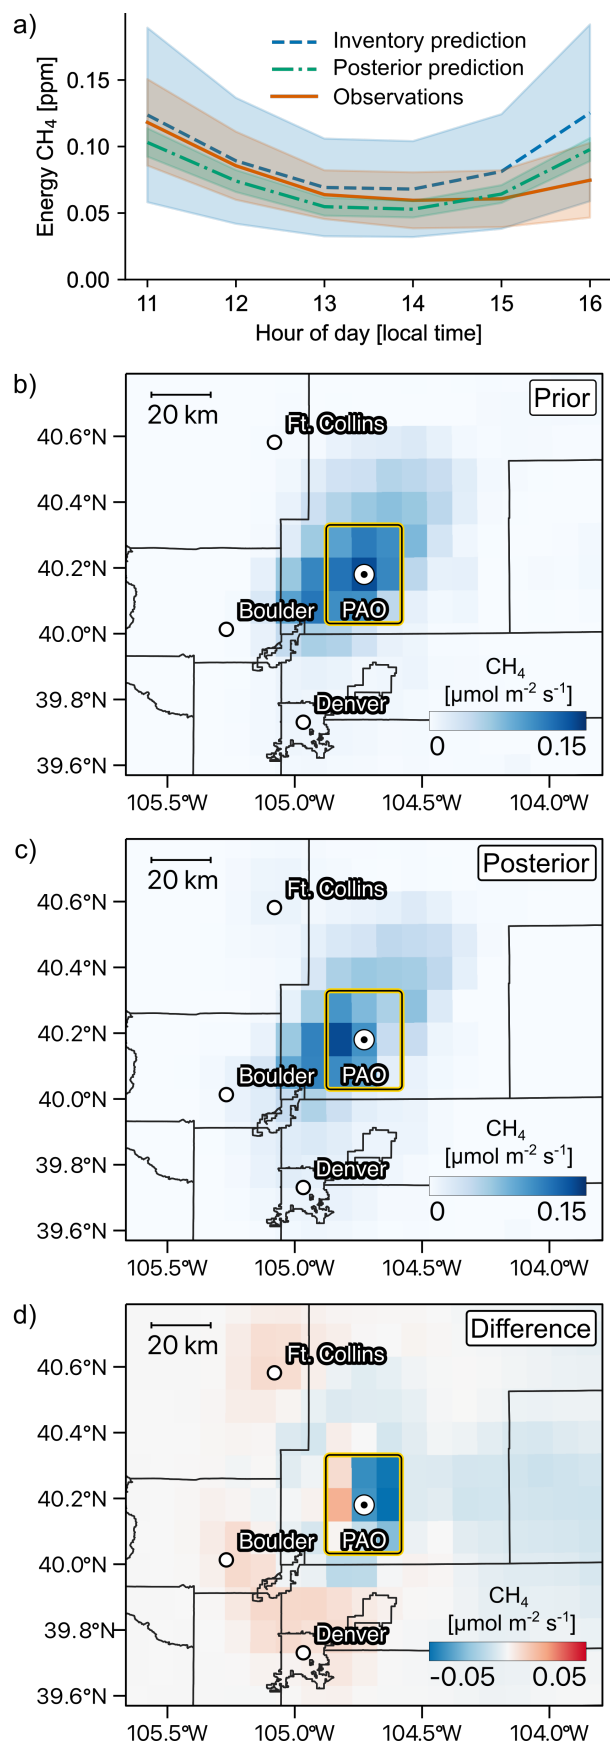 a)
Inventory prediction
Posterior prediction
Observations
Energy CH₄ [ppm]
0.15
0.10
0.05
0.00
11 12 13 14 15 16
Hour of day [local time]
b)
20 km
Prior
Ft. Collins
40.6°N
40.4°N
40.2°N
Boulder PAO
40.0°N
39.8°N
Denver
39.6°N
CH₄
[µmol m⁻² s⁻¹]
0 0.15
105.5°W 105.0°W 104.5°W 104.0°W
c)
20 km
Posterior
Ft. Collins
40.6°N
40.4°N
40.2°N
Boulder PAO
40.0°N
39.8°N
Denver
39.6°N
CH₄
[µmol m⁻² s⁻¹]
0 0.15
105.5°W 105.0°W 104.5°W 104.0°W
d)
20 km
Difference
Ft. Collins
40.6°N
40.4°N
40.2°N
Boulder PAO
40.0°N
39.8°N
Denver
39.6°N
CH₄
[µmol m⁻² s⁻¹]
-0.05 0.05
105.5°W 105.0°W 104.5°W 104.0°W